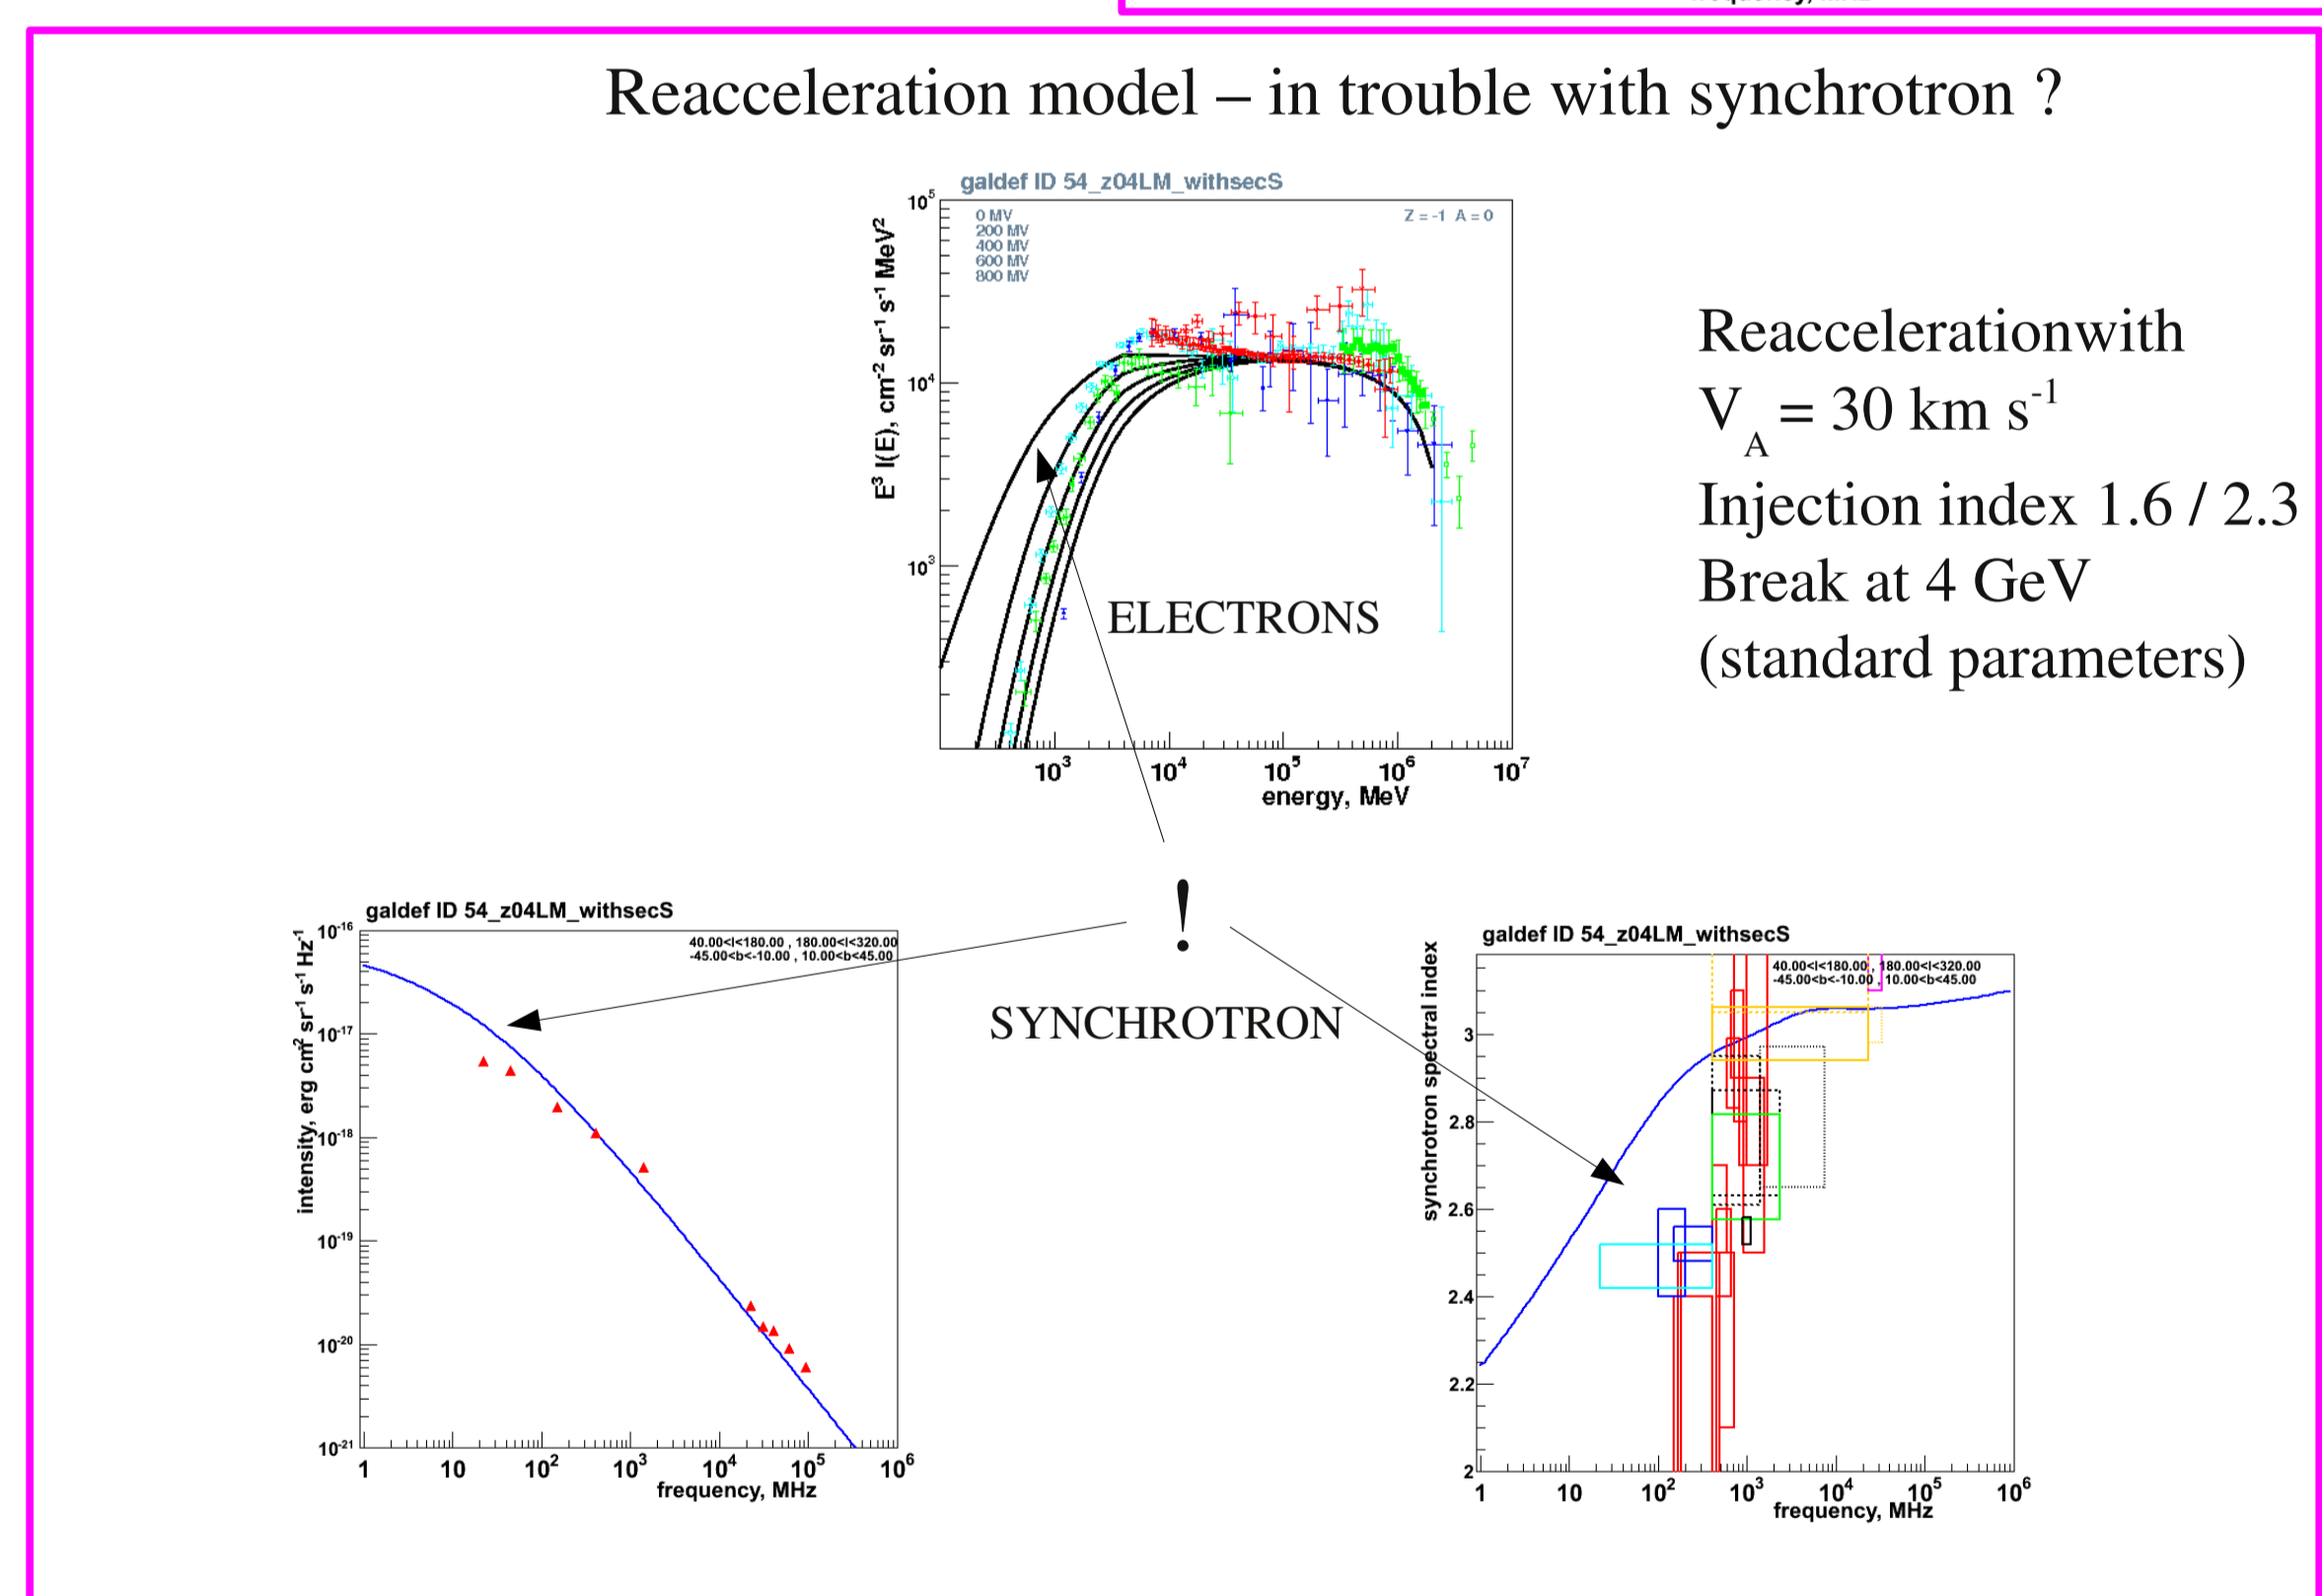 Reacceleration model – in trouble with synchrotron ?
galdef ID 54_z04LM_withsecS
0 MV
200 MV
400 MV
600 MV
800 MV
Z = -1 A = 0
E³ I(E), cm⁻² sr⁻¹ s⁻¹ MeV²
10⁵
10⁴
10³
ELECTRONS
10³ 10⁴ 10⁵ 10⁶ 10⁷
energy, MeV
Reaccelerationwith
V_A = 30 km s⁻¹
Injection index 1.6 / 2.3
Break at 4 GeV
(standard parameters)
!
SYNCHROTRON
galdef ID 54_z04LM_withsecS
40.00<l<180.00 , 180.00<l<320.00
-45.00<b<-10.00 , 10.00<b<45.00
intensity, erg cm² sr⁻¹ s⁻¹ Hz⁻¹
10⁻¹⁶
10⁻¹⁷
10⁻¹⁸
10⁻¹⁹
10⁻²⁰
10⁻²¹
1 10 10² 10³ 10⁴ 10⁵ 10⁶
frequency, MHz
galdef ID 54_z04LM_withsecS
40.00<l<180.00 , 180.00<l<320.00
-45.00<b<-10.00 , 10.00<b<45.00
synchrotron spectral index
3
2.8
2.6
2.4
2.2
2
1 10 10² 10³ 10⁴ 10⁵ 10⁶
frequency, MHz